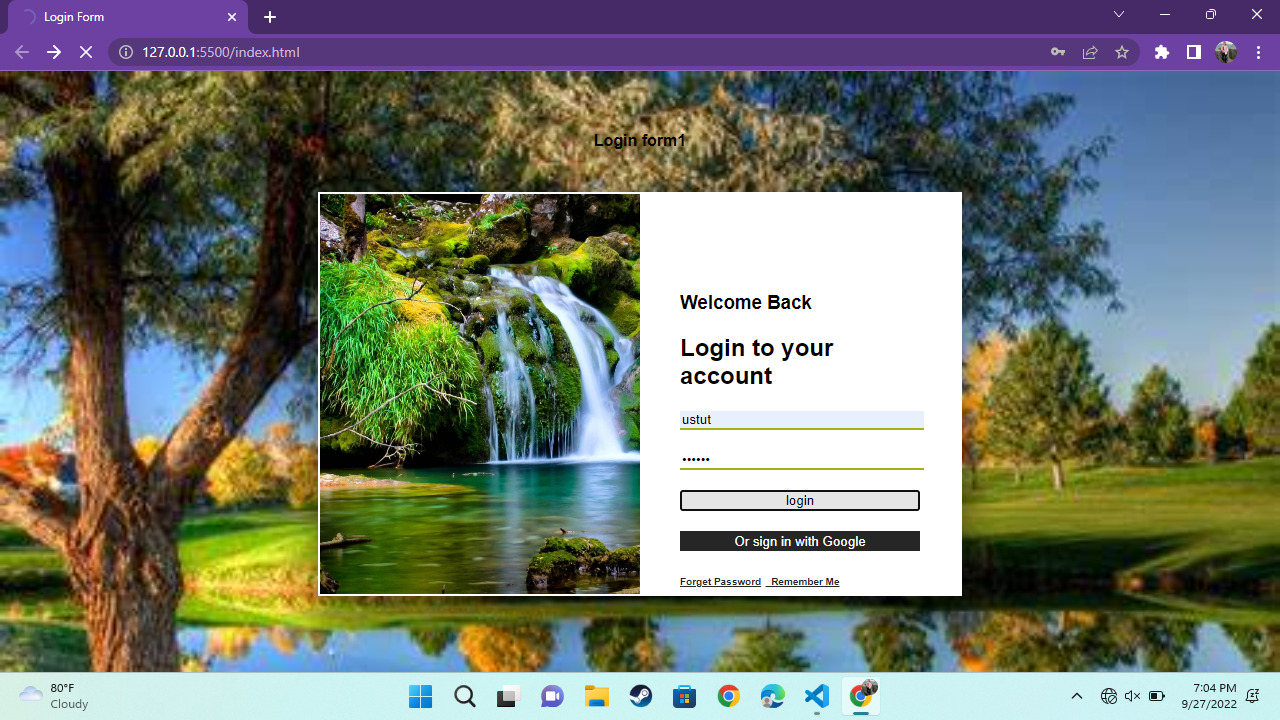 Login Form
127.0.0.1:5500/index.html
Login form1
Welcome Back
Login to your
account
ustut
••••••
login
Or sign in with Google
Forget Password   Remember Me
80°F
Cloudy
7:04 PM
9/27/2022